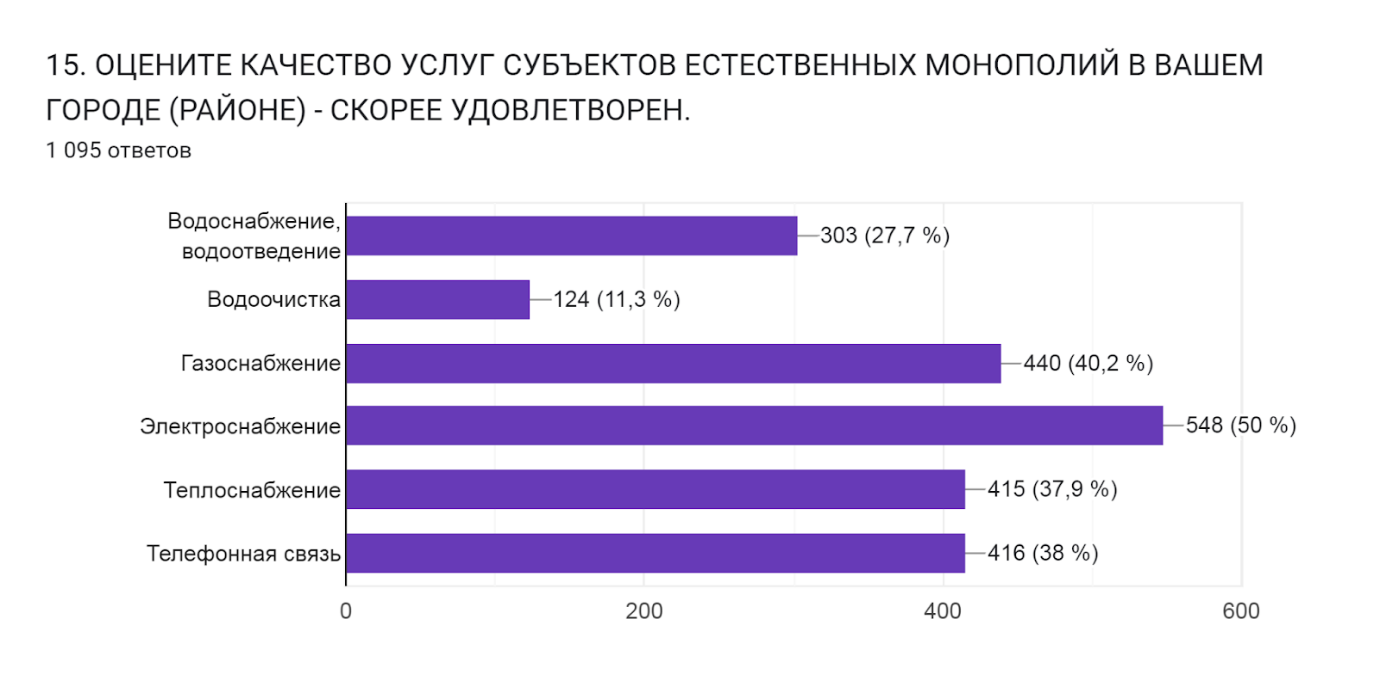 15. ОЦЕНИТЕ КАЧЕСТВО УСЛУГ СУБЪЕКТОВ ЕСТЕСТВЕННЫХ МОНОПОЛИЙ В ВАШЕМ
ГОРОДЕ (РАЙОНЕ) - СКОРЕЕ УДОВЛЕТВОРЕН.
1 095 ответов
Водоснабжение,
водоотведение
303 (27,7 %)
Водоочистка
124 (11,3 %)
Газоснабжение
440 (40,2 %)
Электроснабжение
548 (50 %)
Теплоснабжение
415 (37,9 %)
Телефонная связь
416 (38 %)
0 200 400 600